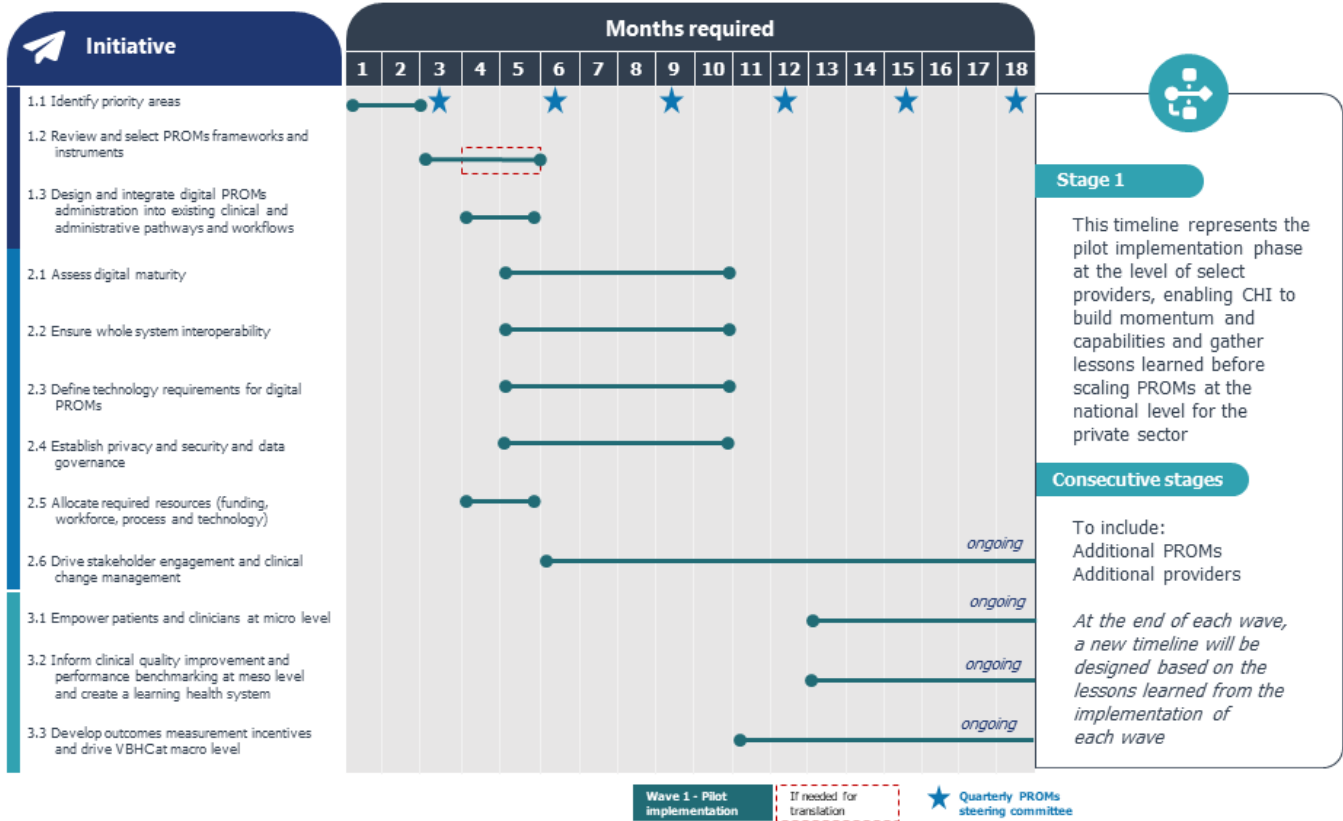 Initiative
Months required
1 2 3 4 5 6 7 8 9 10 11 12 13 14 15 16 17 18
1.1 Identify priority areas
1.2 Review and select PROMs frameworks and
instruments
1.3 Design and integrate digital PROMs
administration into existing clinical and
administrative pathways and workflows
2.1 Assess digital maturity
2.2 Ensure whole system interoperability
2.3 Define technology requirements for digital
PROMs
2.4 Establish privacy and security and data
governance
2.5 Allocate required resources (funding,
workforce, process and technology)
2.6 Drive stakeholder engagement and clinical
change management
ongoing
3.1 Empower patients and clinicians at micro level
ongoing
3.2 Inform clinical quality improvement and
performance benchmarking at meso level
and create a learning health system
ongoing
3.3 Develop outcomes measurement incentives
and drive VBHCat macro level
ongoing
Stage 1
This timeline represents the
pilot implementation phase
at the level of select
providers, enabling CHI to
build momentum and
capabilities and gather
lessons learned before
scaling PROMs at the
national level for the
private sector
Consecutive stages
To include:
Additional PROMs
Additional providers
At the end of each wave,
a new timeline will be
designed based on the
lessons learned from the
implementation of
each wave
Wave 1 - Pilot
implementation
If needed for
translation
Quarterly PROMs
steering committee